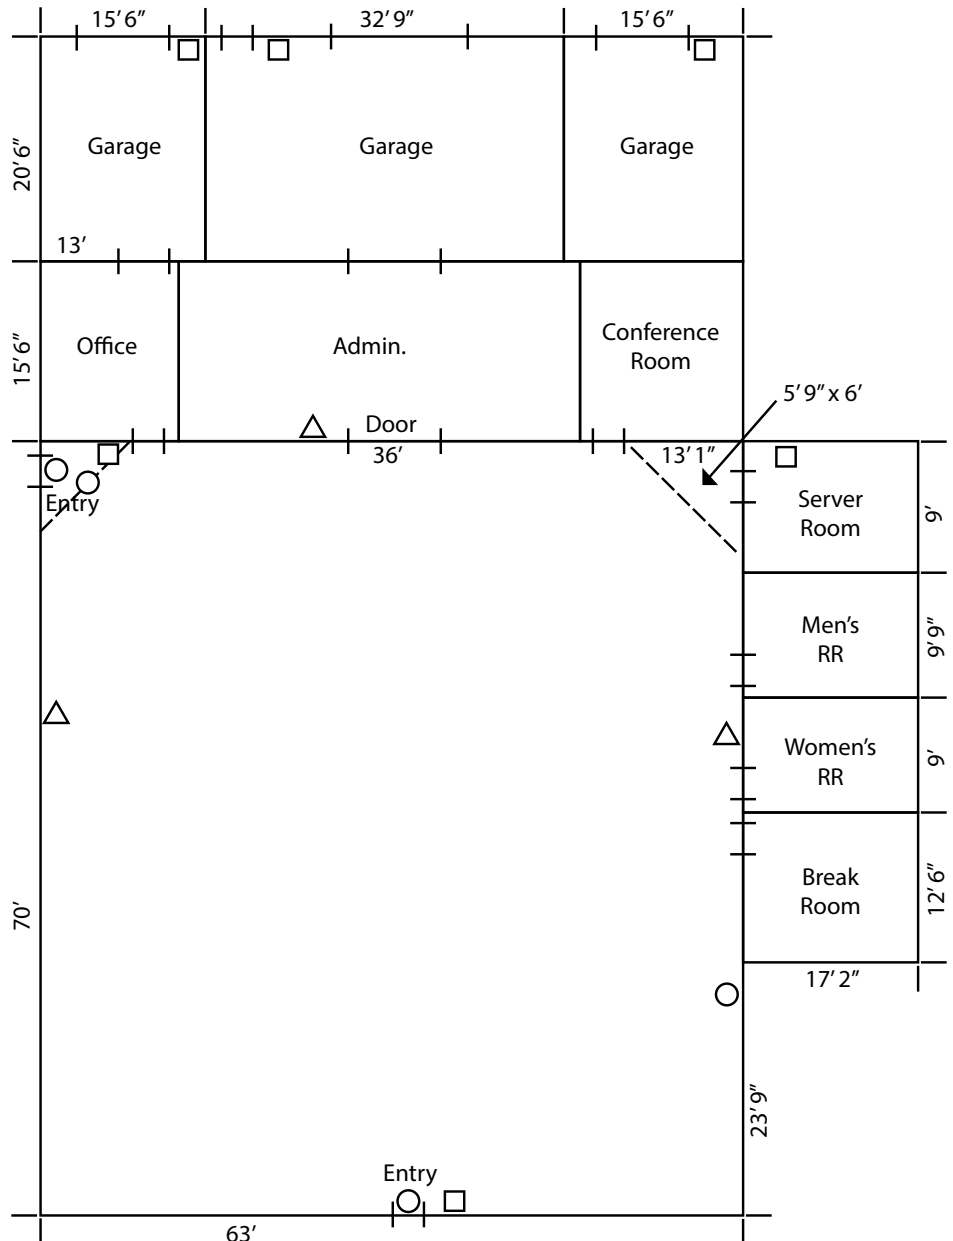 15’ 6”
32’ 9”
15’ 6”
20’ 6”
Garage
Garage
Garage
13’
15’ 6”
Office
Admin.
Conference
Room
5’ 9” x 6’
Door
36’
13’ 1”
Entry
Server
Room
9’
Men’s
RR
9’ 9”
Women’s
RR
9’
Break
Room
12’ 6”
17’ 2”
70’
23’ 9”
Entry
63’